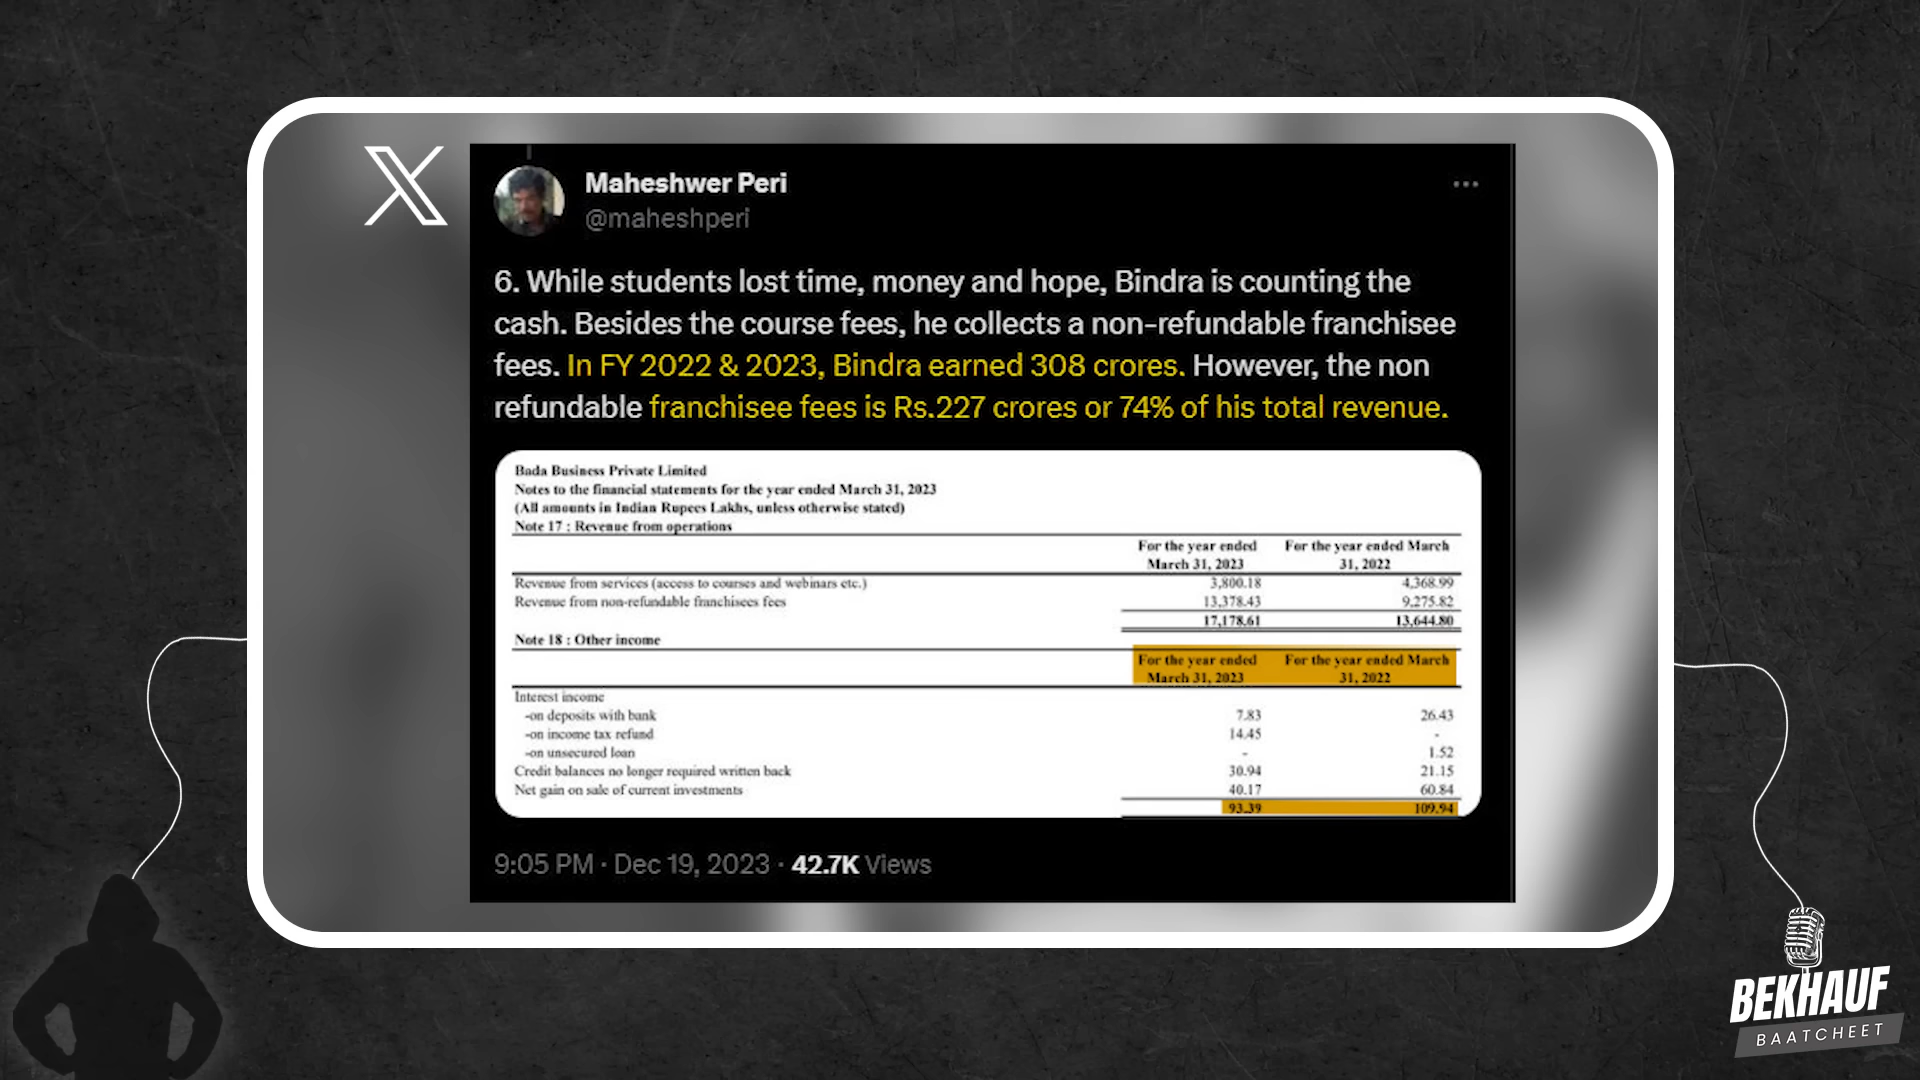 Maheshwer Peri
@maheshperi
6. While students lost time, money and hope, Bindra is counting the
cash. Besides the course fees, he collects a non-refundable franchisee
fees. In FY 2022 & 2023, Bindra earned 308 crores. However, the non
refundable franchisee fees is Rs.227 crores or 74% of his total revenue.
Bada Business Private Limited
Notes to the financial statements for the year ended March 31, 2023
(All amounts in Indian Rupees Lakhs, unless otherwise stated)
Note 17 : Revenue from operations
For the year ended For the year ended March
March 31, 2023 31, 2022
Revenue from services (access to courses and webinars etc.) 3,800.18 4,368.99
Revenue from non-refundable franchisees fees 13,378.43 9,275.82
17,178.61 13,644.80
Note 18 : Other income
For the year ended For the year ended March
March 31, 2023 31, 2022
Interest income
-on deposits with bank 7.83 26.43
-on income tax refund 14.45 -
-on unsecured loan - 1.52
Credit balances no longer required written back 30.94 21.15
Net gain on sale of current investments 40.17 60.84
93.39 109.94
9:05 PM · Dec 19, 2023 · 42.7K Views
BEKHAUF
BAATCHEET